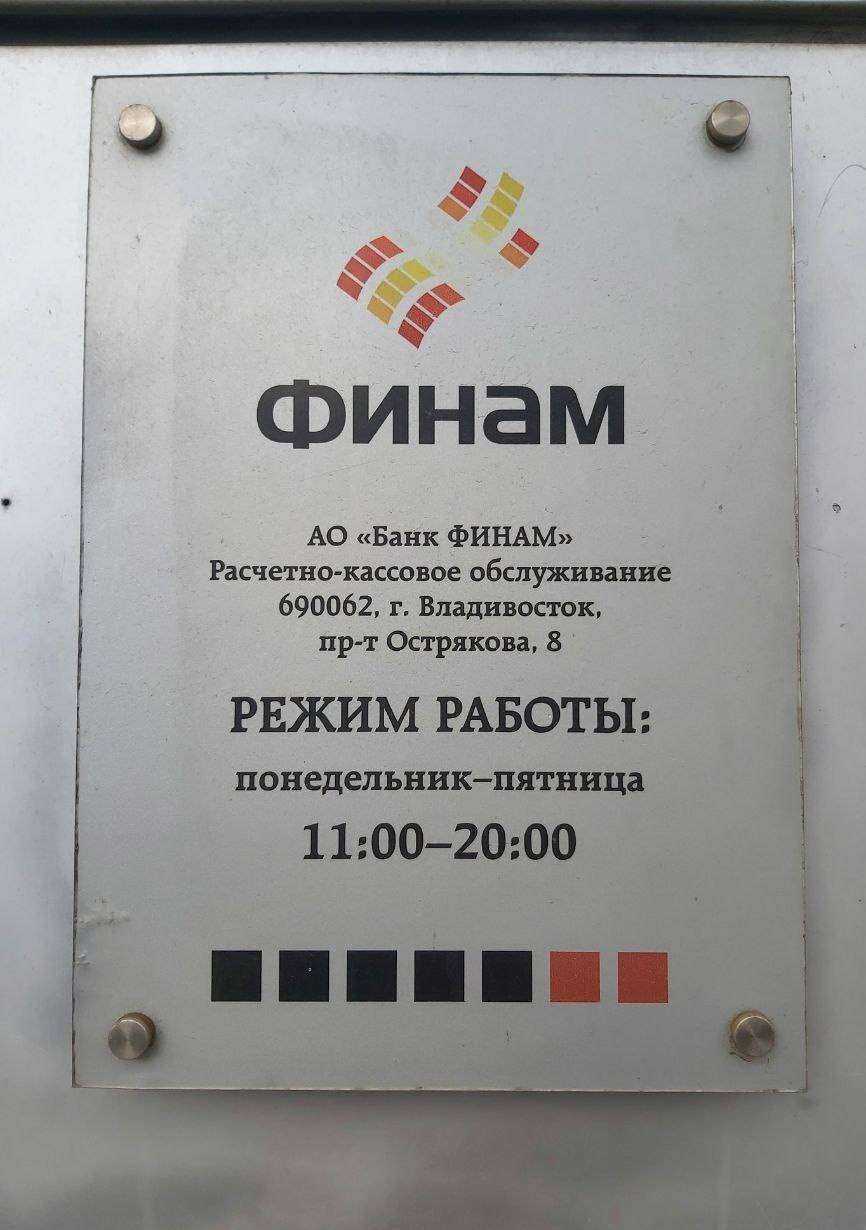 ФИНАМ
АО «Банк ФИНАМ»
Расчетно-кассовое обслуживание
690062, г. Владивосток,
пр-т Острякова, 8
РЕЖИМ РАБОТЫ:
понедельник–пятница
11:00–20:00